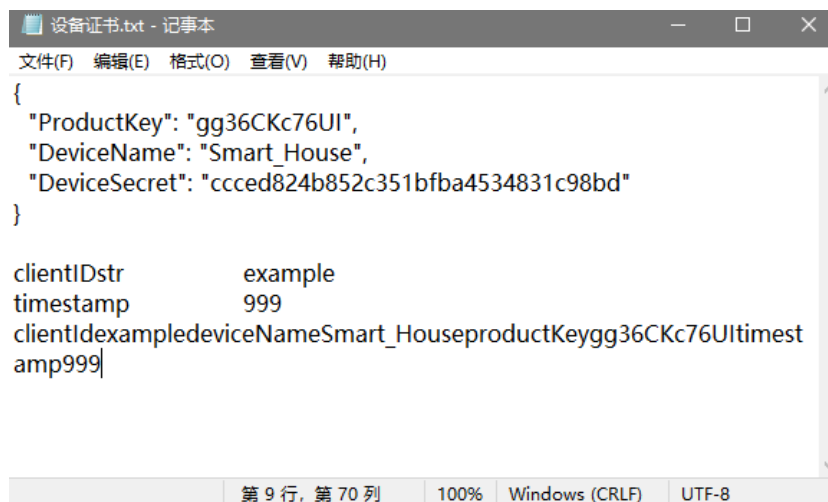 设备证书.txt - 记事本
文件(F) 编辑(E) 格式(O) 查看(V) 帮助(H)
{
"ProductKey": "gg36CKc76UI",
"DeviceName": "Smart_House",
"DeviceSecret": "ccced824b852c351bfba4534831c98bd"
}
clientIDstr example
timestamp 999
clientIdexampledeviceNameSmart_HouseproductKeygg36CKc76UItimest
amp999
第 9 行, 第 70 列 100% Windows (CRLF) UTF-8